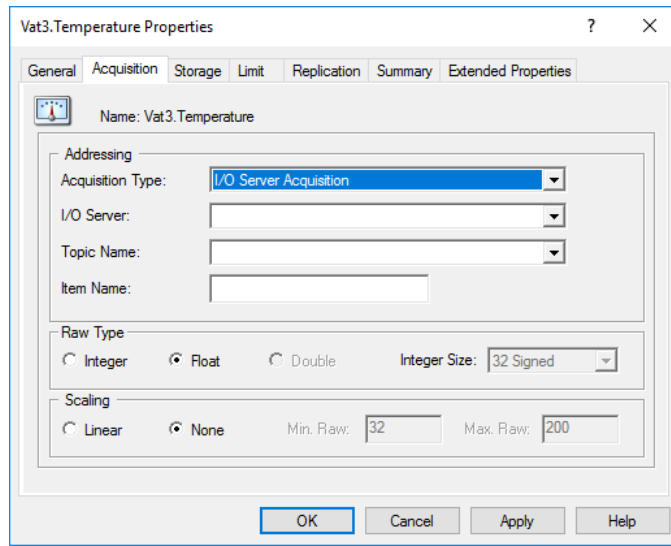 Vat3.Temperature Properties ? X
General Acquisition Storage Limit Replication Summary Extended Properties
Name: Vat3.Temperature
Addressing
Acquisition Type: I/O Server Acquisition
I/O Server:
Topic Name:
Item Name:
Raw Type
Integer Float Double Integer Size: 32 Signed
Scaling
Linear None Min. Raw: 32 Max. Raw: 200
OK Cancel Apply Help